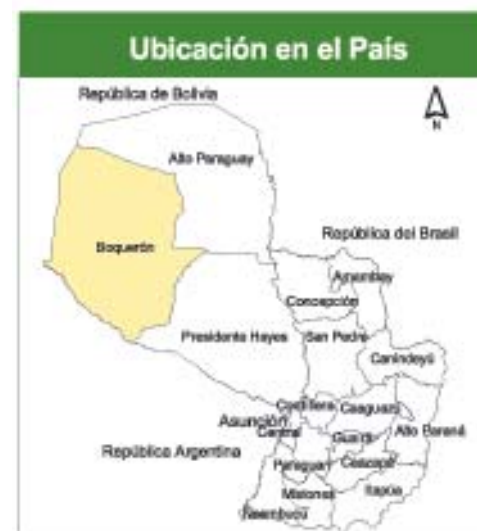 Ubicación en el País
República de Bolivia
N
Alto Paraguay
República del Brasil
Boquerón
Amambay
Concepción
Presidente Hayes
San Pedro
Canindeyú
Cordillera
Caaguazú
Asunción
Central
Guairá
Alto Paraná
República Argentina
Paraguarí
Caazapá
Misiones
Itapúa
Ñeembucú